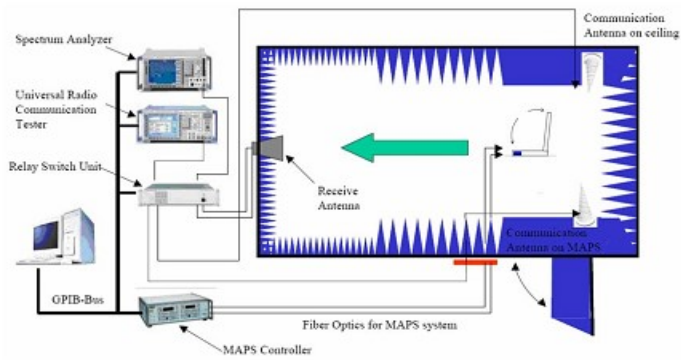 Communication
Antenna on ceiling
Spectrum Analyzer
Universal Radio
Communication
Tester
Relay Switch Unit
Receive
Antenna
Communication
Antenna on MAPS
GPIB-Bus
Fiber Optics for MAPS system
MAPS Controller